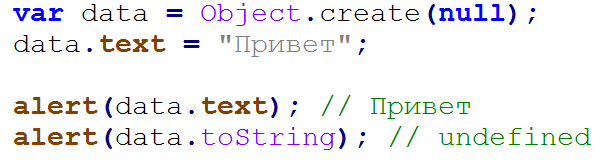 var data = Object.create(null);
data.text = "Привет";
alert(data.text); // Привет
alert(data.toString); // undefined